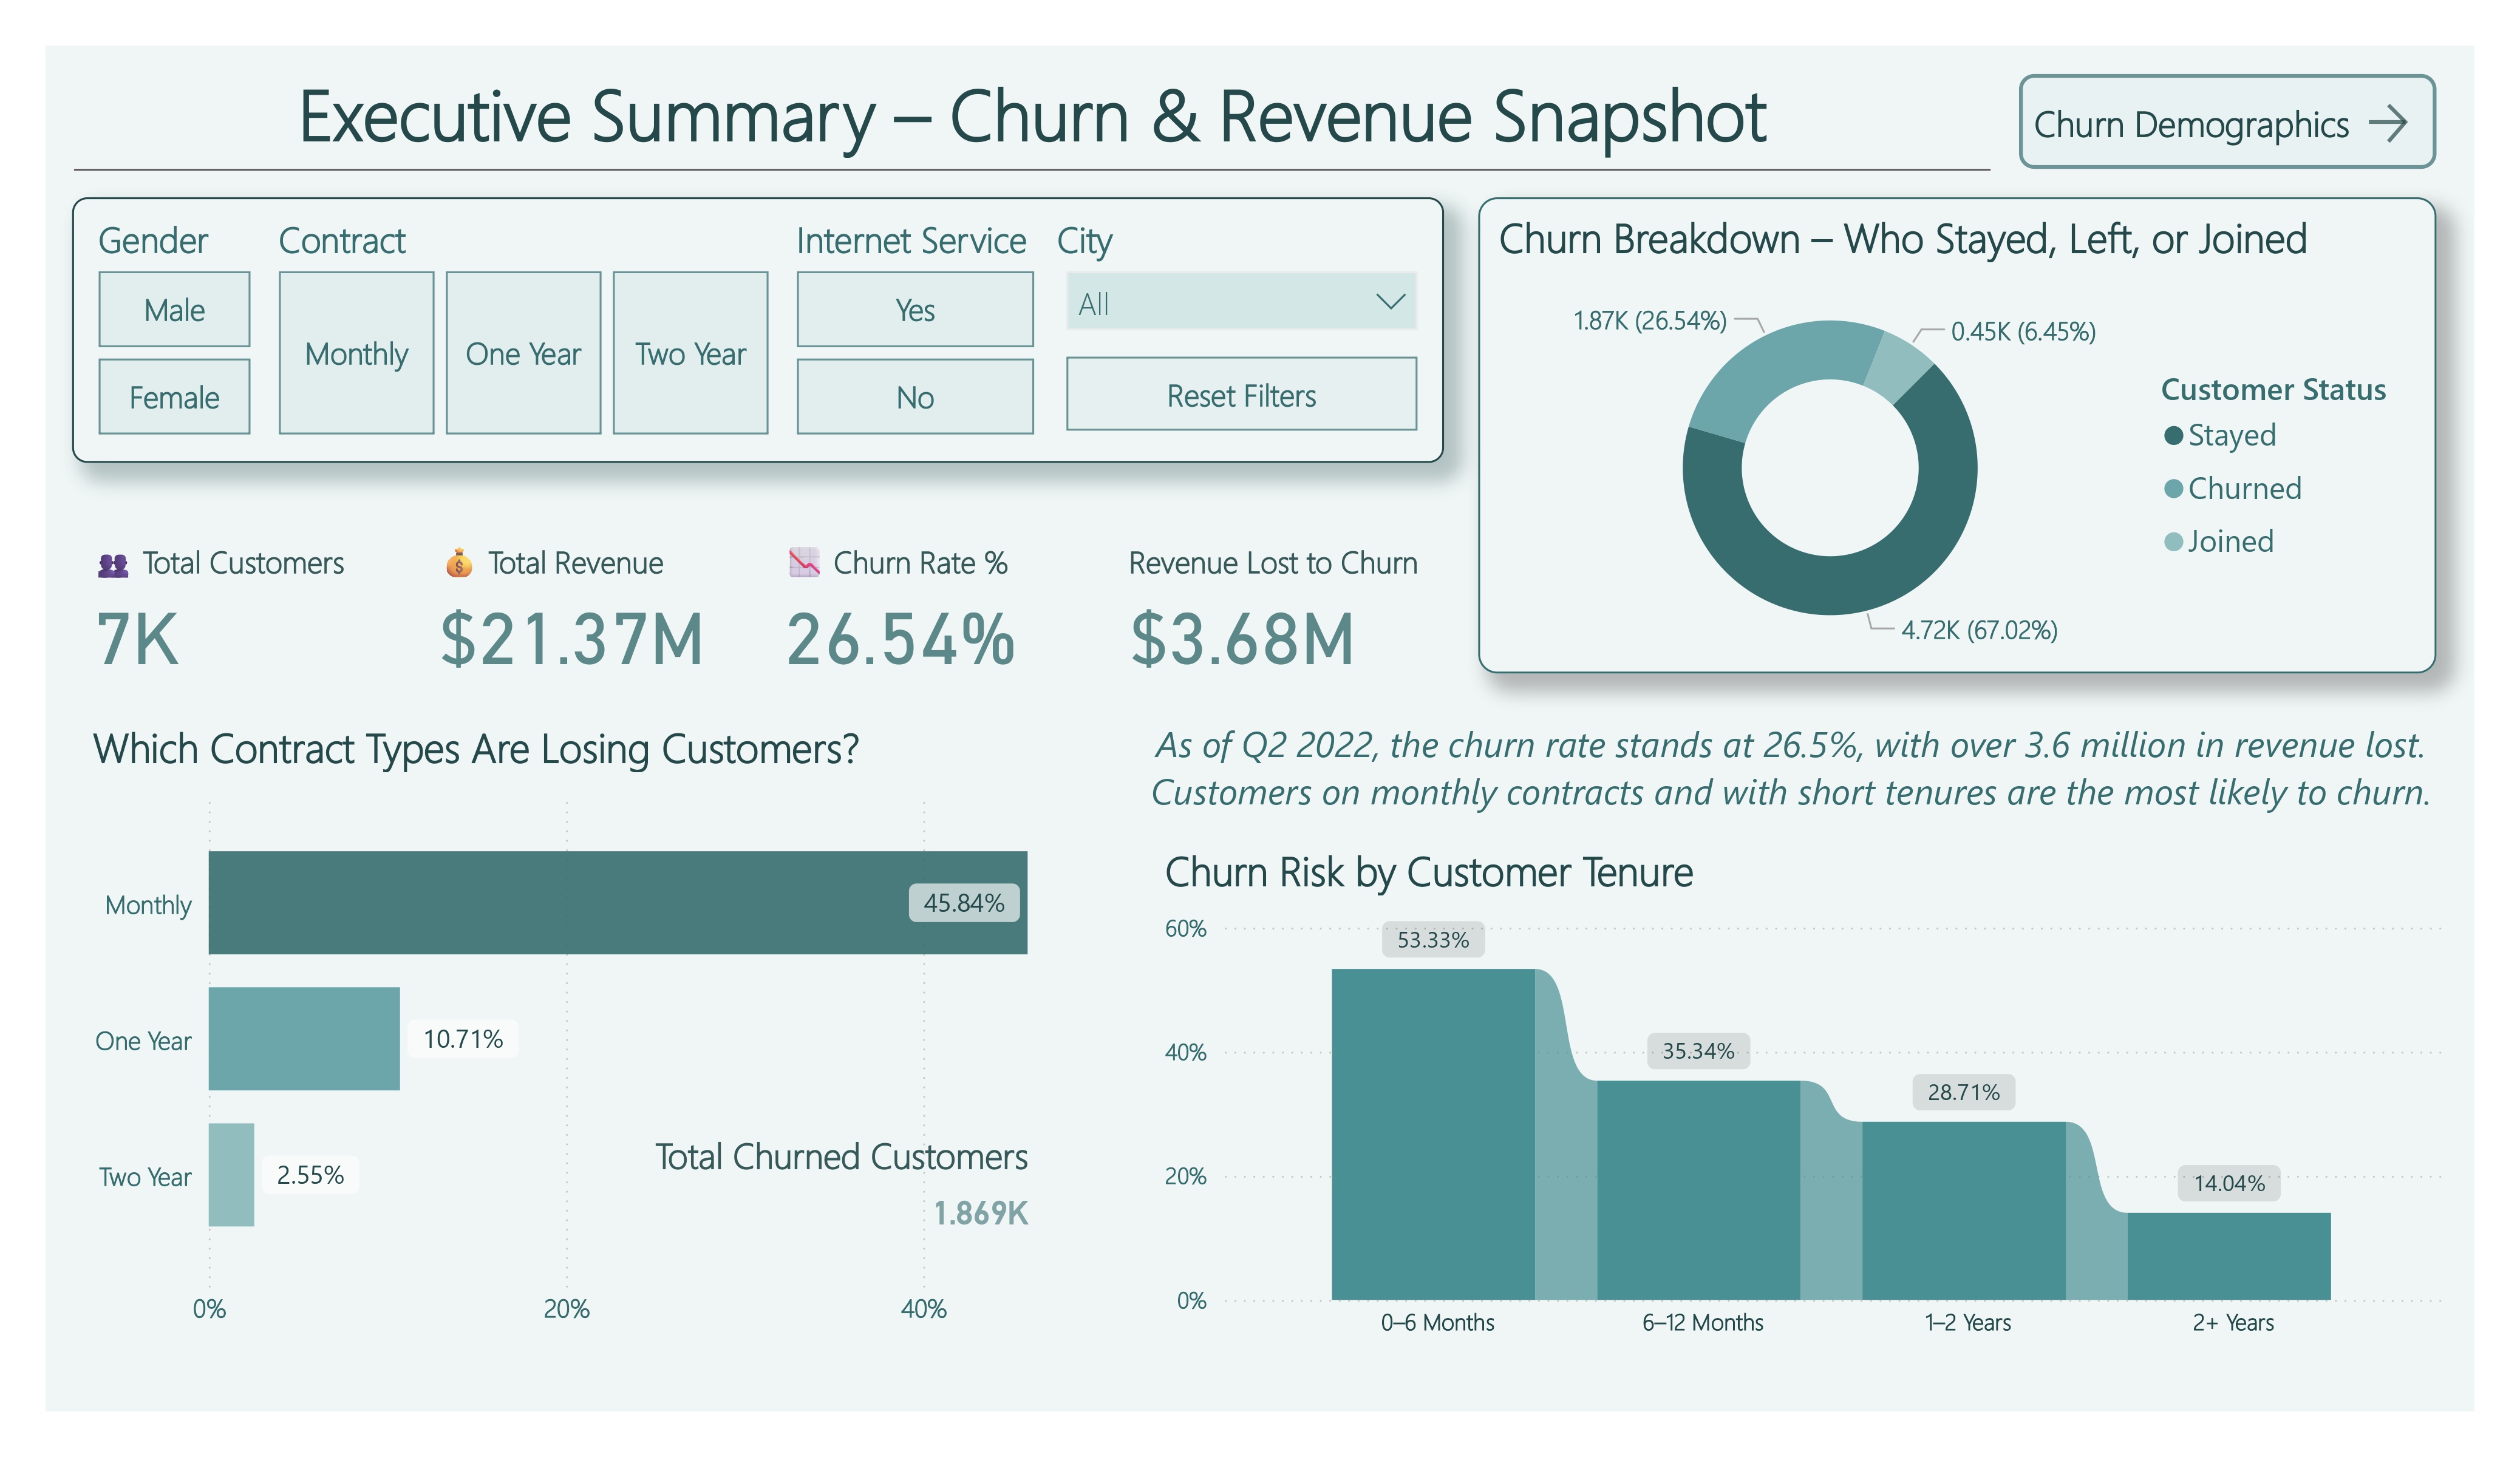 Executive Summary – Churn & Revenue Snapshot
Churn Demographics
Gender
Male
Female
Contract
Monthly
One Year
Two Year
Internet Service
Yes
No
City
All
Reset Filters
Churn Breakdown – Who Stayed, Left, or Joined
1.87K (26.54%)
0.45K (6.45%)
4.72K (67.02%)
Customer Status
Stayed
Churned
Joined
Total Customers
7K
Total Revenue
$21.37M
Churn Rate %
26.54%
Revenue Lost to Churn
$3.68M
Which Contract Types Are Losing Customers?
Monthly
45.84%
One Year
10.71%
Two Year
2.55%
Total Churned Customers
1.869K
0%
20%
40%
As of Q2 2022, the churn rate stands at 26.5%, with over 3.6 million in revenue lost.
Customers on monthly contracts and with short tenures are the most likely to churn.
Churn Risk by Customer Tenure
60%
40%
20%
0%
53.33%
35.34%
28.71%
14.04%
0–6 Months
6–12 Months
1–2 Years
2+ Years